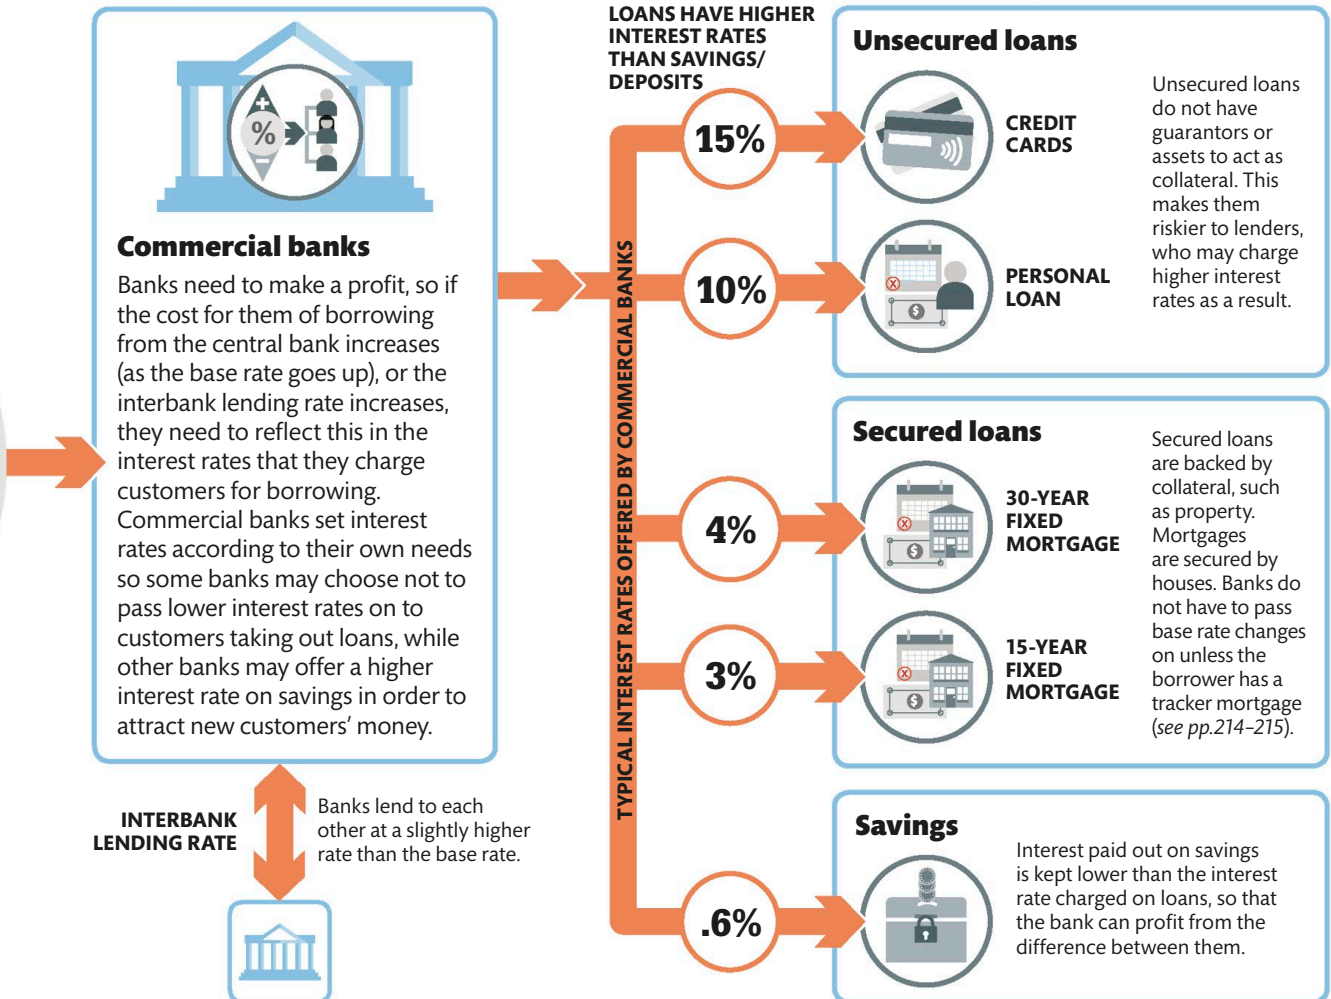 Commercial banks
Banks need to make a profit, so if
the cost for them of borrowing
from the central bank increases
(as the base rate goes up), or the
interbank lending rate increases,
they need to reflect this in the
interest rates that they charge
customers for borrowing.
Commercial banks set interest
rates according to their own needs
so some banks may choose not to
pass lower interest rates on to
customers taking out loans, while
other banks may offer a higher
interest rate on savings in order to
attract new customers’ money.
%
INTERBANK
LENDING RATE
Banks lend to each
other at a slightly higher
rate than the base rate.
LOANS HAVE HIGHER
INTEREST RATES
THAN SAVINGS/
DEPOSITS
TYPICAL INTEREST RATES OFFERED BY COMMERCIAL BANKS
Unsecured loans
15%
CREDIT
CARDS
10%
PERSONAL
LOAN
Unsecured loans
do not have
guarantors or
assets to act as
collateral. This
makes them
riskier to lenders,
who may charge
higher interest
rates as a result.
Secured loans
4%
30-YEAR
FIXED
MORTGAGE
3%
15-YEAR
FIXED
MORTGAGE
Secured loans
are backed by
collateral, such
as property.
Mortgages
are secured by
houses. Banks do
not have to pass
base rate changes
on unless the
borrower has a
tracker mortgage
(see pp.214–215).
Savings
.6%
Interest paid out on savings
is kept lower than the interest
rate charged on loans, so that
the bank can profit from the
difference between them.